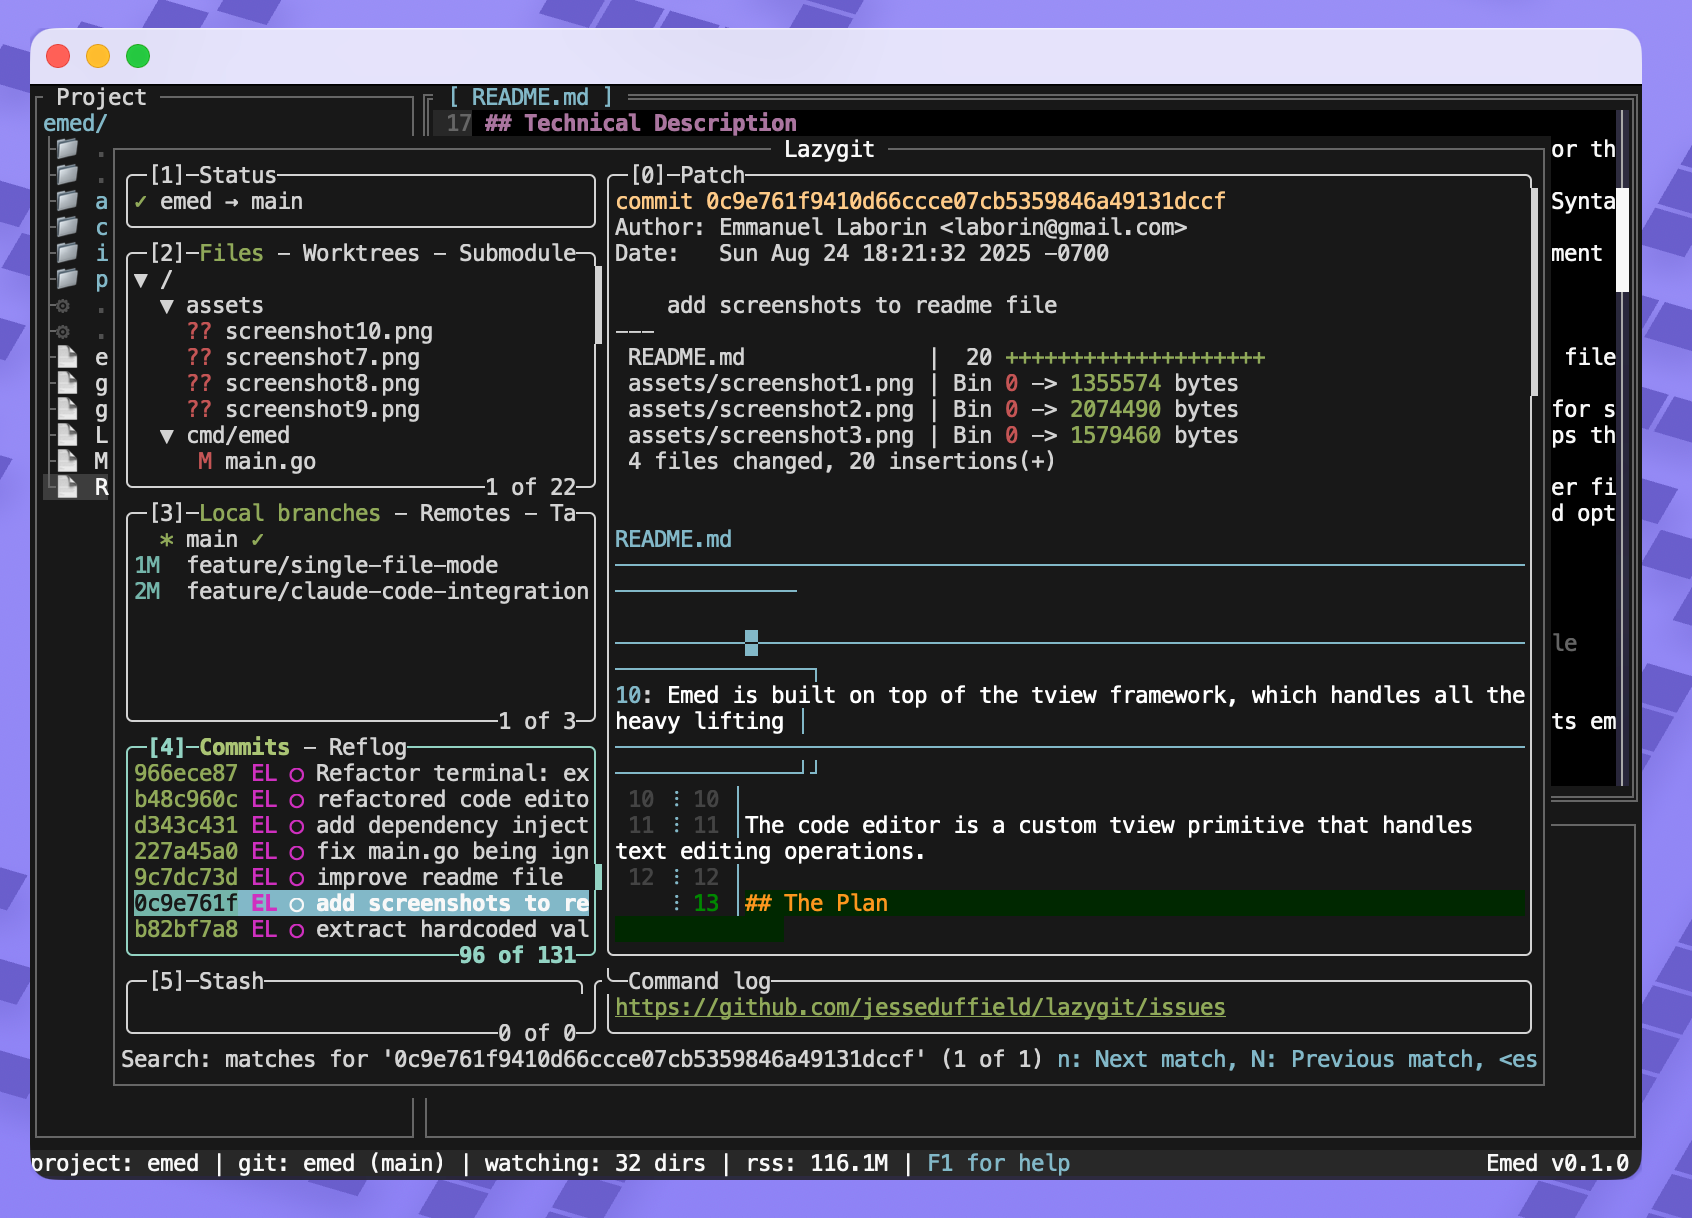 Project
[ README.md ]
emed/
17 ## Technical Description
Lazygit
or th
[1]─Status
✓ emed → main
[2]─Files – Worktrees – Submodule
▼ /
▼ assets
?? screenshot10.png
?? screenshot7.png
?? screenshot8.png
?? screenshot9.png
▼ cmd/emed
M main.go
1 of 22
[3]─Local branches – Remotes – Ta
* main ✓
1M feature/single-file-mode
2M feature/claude-code-integration
1 of 3
[4]─Commits – Reflog
966ece87 EL ○ Refactor terminal: ex
b48c960c EL ○ refactored code edito
d343c431 EL ○ add dependency inject
227a45a0 EL ○ fix main.go being ign
9c7dc73d EL ○ improve readme file
0c9e761f EL ○ add screenshots to re
b82bf7a8 EL ○ extract hardcoded val
96 of 131
[5]─Stash
0 of 0
[0]─Patch
commit 0c9e761f9410d66ccce07cb5359846a49131dccf
Author: Emmanuel Laborin <laborin@gmail.com>
Date:   Sun Aug 24 18:21:32 2025 -0700
add screenshots to readme file
---
README.md             |  20 ++++++++++++++++++++
assets/screenshot1.png | Bin 0 -> 1355574 bytes
assets/screenshot2.png | Bin 0 -> 2074490 bytes
assets/screenshot3.png | Bin 0 -> 1579460 bytes
4 files changed, 20 insertions(+)
README.md
10: Emed is built on top of the tview framework, which handles all the
heavy lifting │
10 ⋮ 10 │
11 ⋮ 11 │The code editor is a custom tview primitive that handles
text editing operations.
12 ⋮ 12 │
⋮ 13 │## The Plan
Command log
https://github.com/jesseduffield/lazygit/issues
Search: matches for '0c9e761f9410d66ccce07cb5359846a49131dccf' (1 of 1) n: Next match, N: Previous match, <es
a
c
i
p
e
g
g
L
M
R
Synta
ment
file
for s
ps th
er fi
d opt
le
ts em
project: emed | git: emed (main) | watching: 32 dirs | rss: 116.1M | F1 for help
Emed v0.1.0